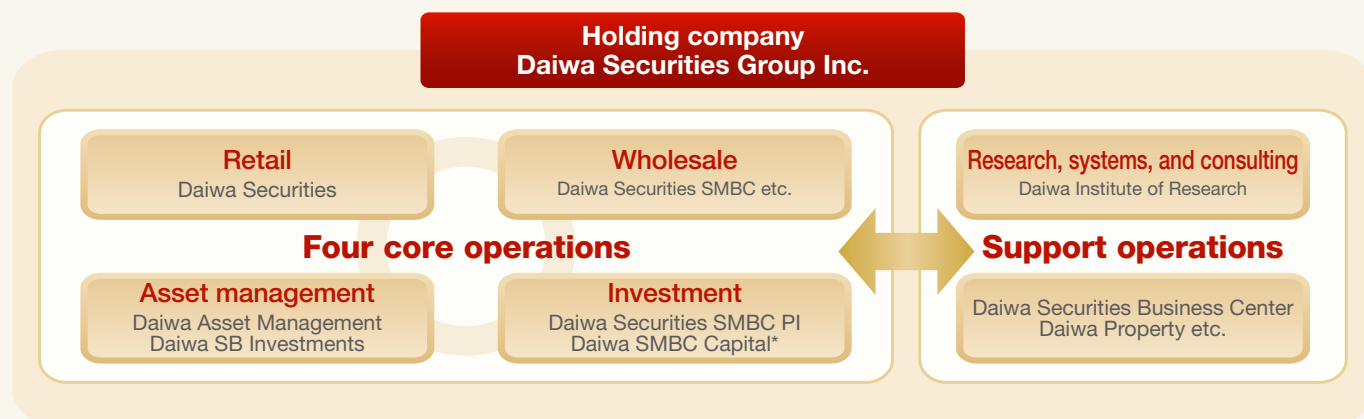 Holding company
Daiwa Securities Group Inc.
Retail
Daiwa Securities
Wholesale
Daiwa Securities SMBC etc.
Four core operations
Asset management
Daiwa Asset Management
Daiwa SB Investments
Investment
Daiwa Securities SMBC PI
Daiwa SMBC Capital*
Research, systems, and consulting
Daiwa Institute of Research
Support operations
Daiwa Securities Business Center
Daiwa Property etc.